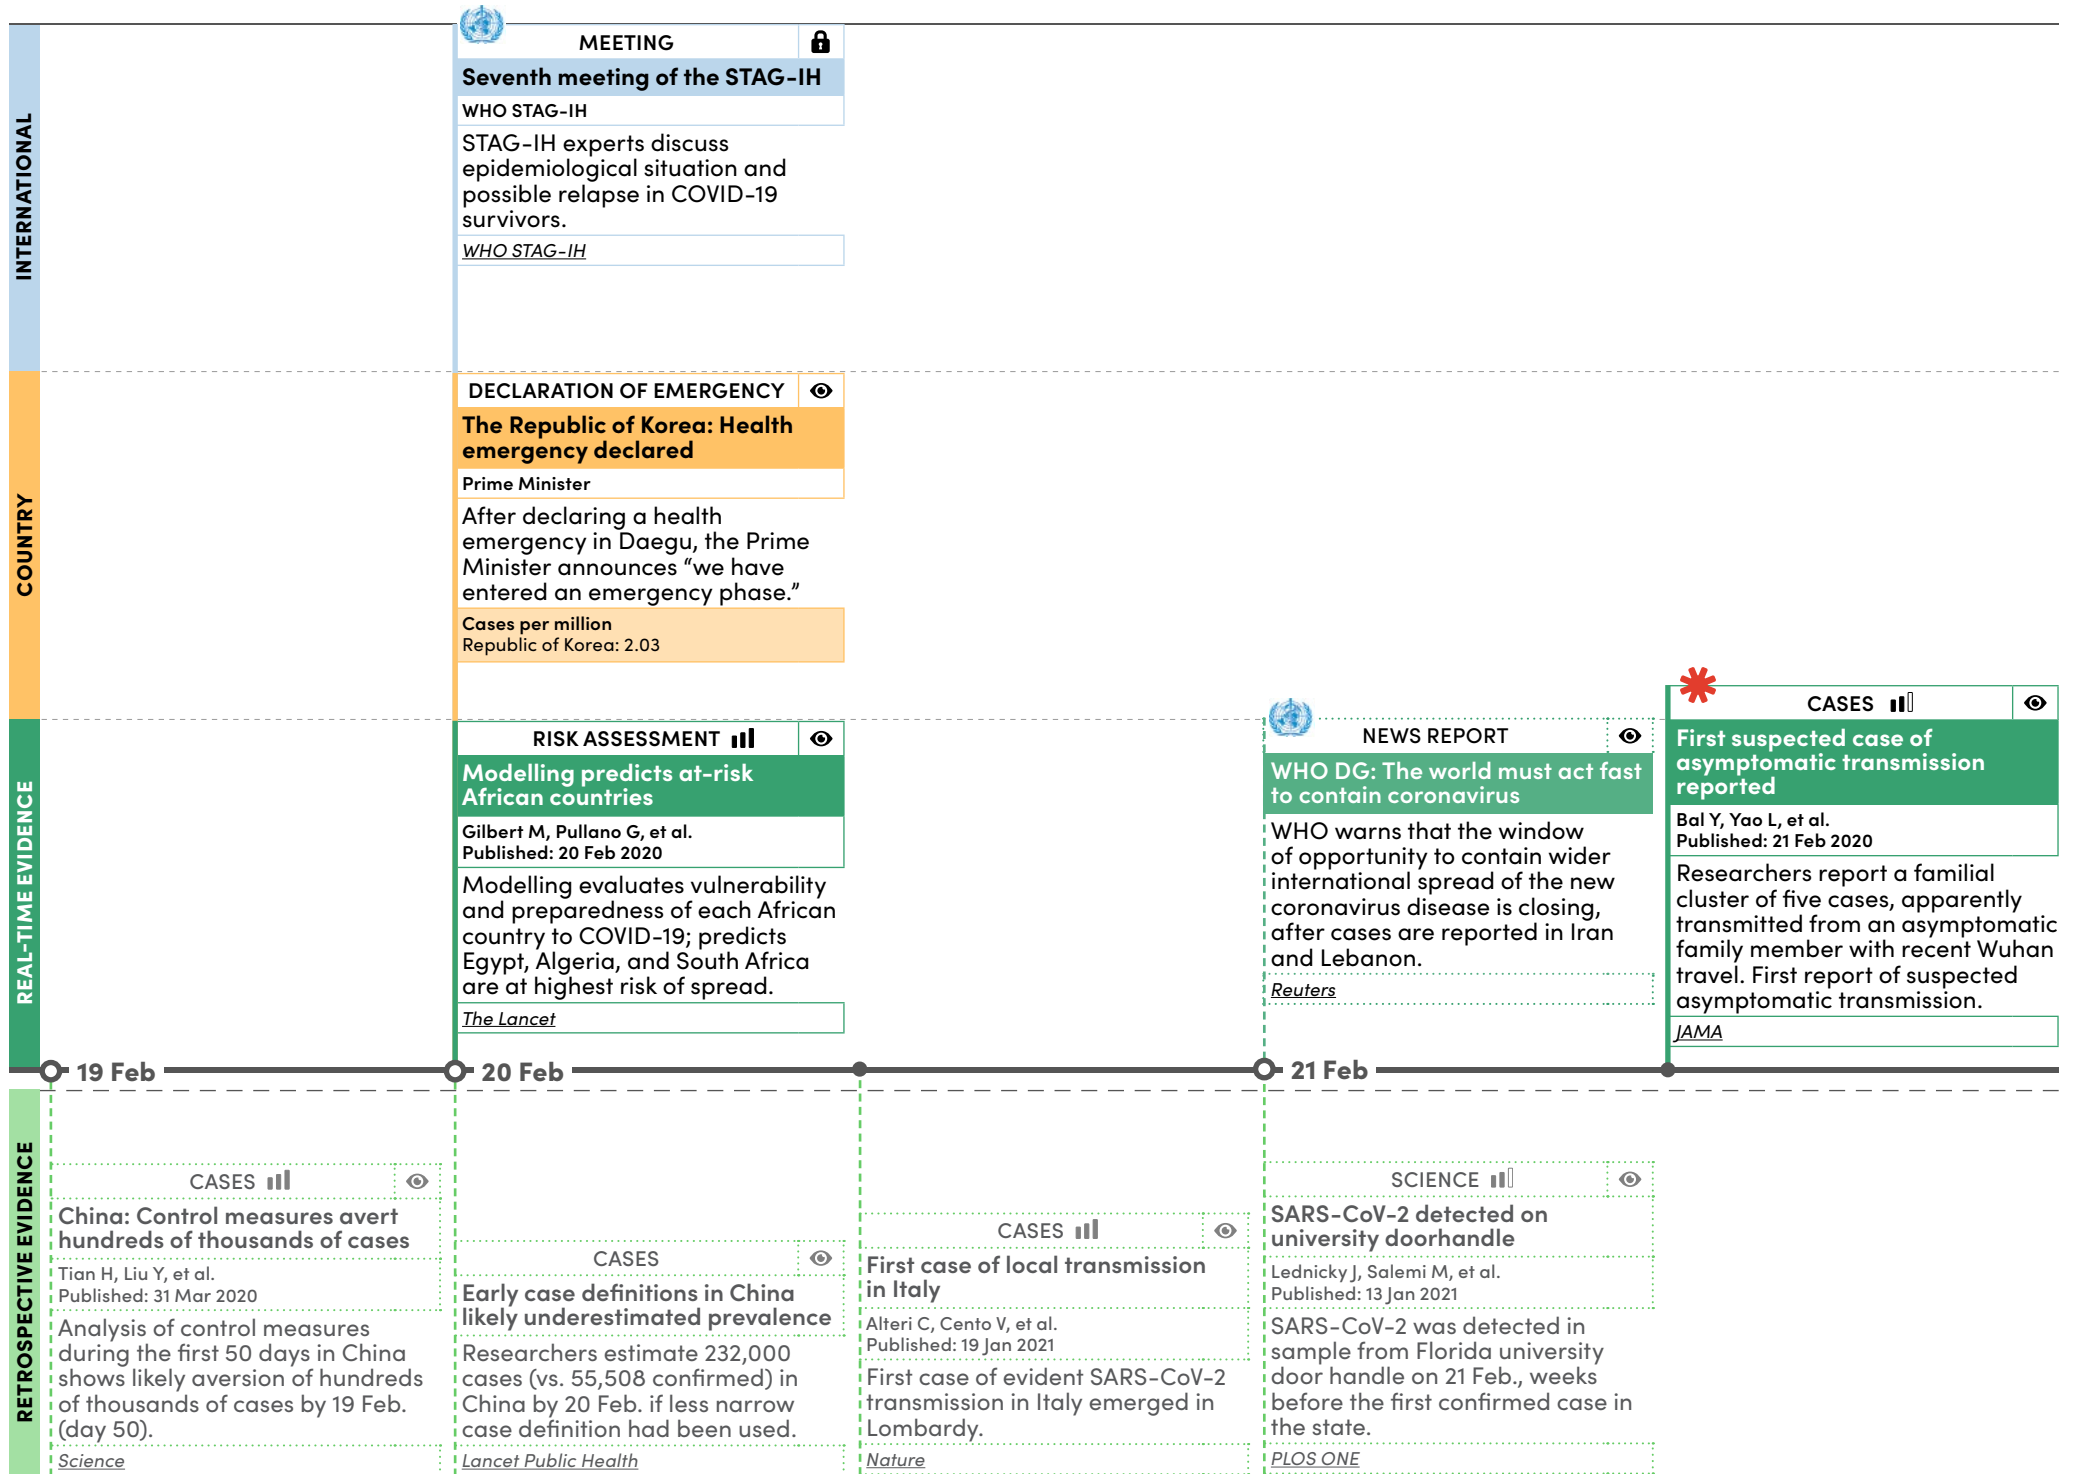 INTERNATIONAL
MEETING
Seventh meeting of the STAG-IH
WHO STAG-IH
STAG-IH experts discuss
epidemiological situation and
possible relapse in COVID-19
survivors.
WHO STAG-IH
COUNTRY
DECLARATION OF EMERGENCY
The Republic of Korea: Health
emergency declared
Prime Minister
After declaring a health
emergency in Daegu, the Prime
Minister announces “we have
entered an emergency phase.”
Cases per million
Republic of Korea: 2.03
REAL-TIME EVIDENCE
RISK ASSESSMENT
Modelling predicts at-risk
African countries
Gilbert M, Pullano G, et al.
Published: 20 Feb 2020
Modelling evaluates vulnerability
and preparedness of each African
country to COVID-19; predicts
Egypt, Algeria, and South Africa
are at highest risk of spread.
The Lancet
NEWS REPORT
WHO DG: The world must act fast
to contain coronavirus
WHO warns that the window
of opportunity to contain wider
international spread of the new
coronavirus disease is closing,
after cases are reported in Iran
and Lebanon.
Reuters
CASES
First suspected case of
asymptomatic transmission
reported
Bal Y, Yao L, et al.
Published: 21 Feb 2020
Researchers report a familial
cluster of five cases, apparently
transmitted from an asymptomatic
family member with recent Wuhan
travel. First report of suspected
asymptomatic transmission.
JAMA
19 Feb
20 Feb
21 Feb
RETROSPECTIVE EVIDENCE
CASES
China: Control measures avert
hundreds of thousands of cases
Tian H, Liu Y, et al.
Published: 31 Mar 2020
Analysis of control measures
during the first 50 days in China
shows likely aversion of hundreds
of thousands of cases by 19 Feb.
(day 50).
Science
CASES
Early case definitions in China
likely underestimated prevalence
Researchers estimate 232,000
cases (vs. 55,508 confirmed) in
China by 20 Feb. if less narrow
case definition had been used.
Lancet Public Health
CASES
First case of local transmission
in Italy
Alteri C, Cento V, et al.
Published: 19 Jan 2021
First case of evident SARS-CoV-2
transmission in Italy emerged in
Lombardy.
Nature
SCIENCE
SARS-CoV-2 detected on
university doorhandle
Lednicky J, Salemi M, et al.
Published: 13 Jan 2021
SARS-CoV-2 was detected in
sample from Florida university
door handle on 21 Feb., weeks
before the first confirmed case in
the state.
PLOS ONE